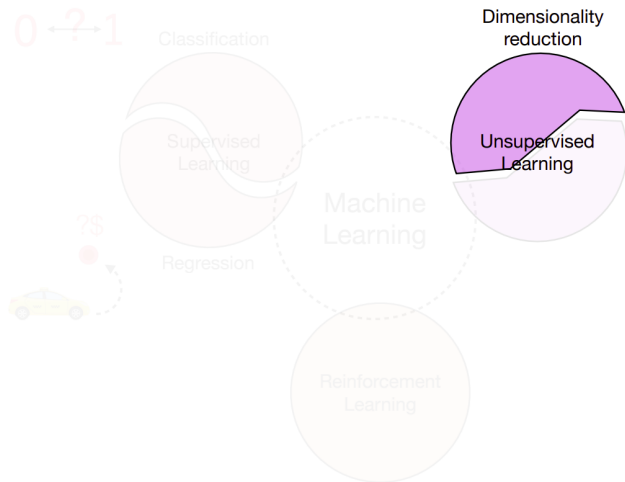 0 ? 1
Classification
Dimensionality
reduction
Supervised
Learning
Unsupervised
Learning
Machine
Learning
?$
Regression
Reinforcement
Learning